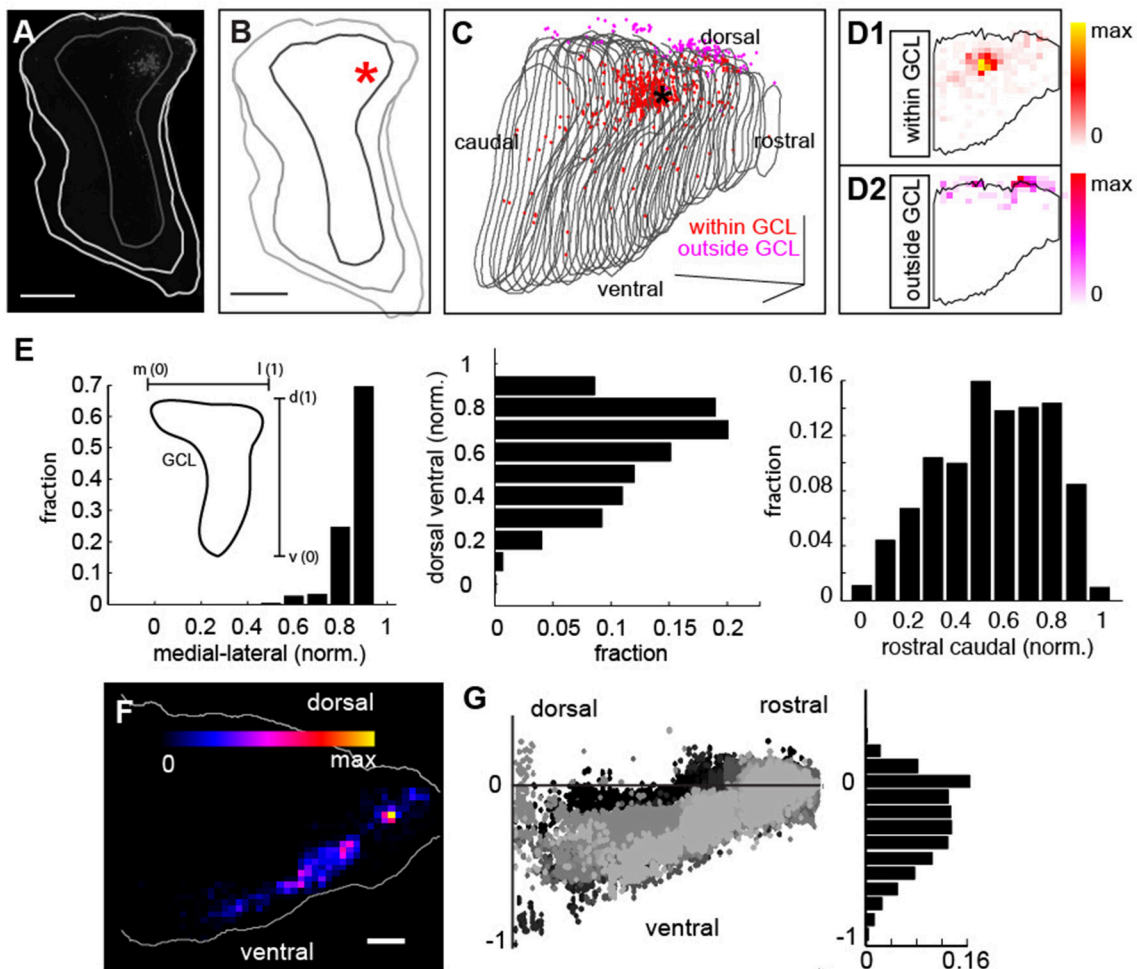 A
B
*
C
dorsal
*
caudal
rostral
within GCL
outside GCL
ventral
D1
within GCL
max
0
D2
outside GCL
max
0
E
m (0)
l (1)
d (1)
GCL
v (0)
0.7
0.6
0.5
0.4
0.3
0.2
0.1
0
fraction
0
0.2
0.4
0.6
0.8
1
medial-lateral (norm.)
1
0.8
0.6
0.4
0.2
0
dorsal ventral (norm.)
0
0.05
0.1
0.15
0.2
fraction
0.16
0.12
0.08
0.04
0
fraction
0
0.2
0.4
0.6
0.8
1
rostral caudal (norm.)
F
dorsal
0
max
ventral
G
dorsal
rostral
0
-1
ventral
0
-1
0
0.16